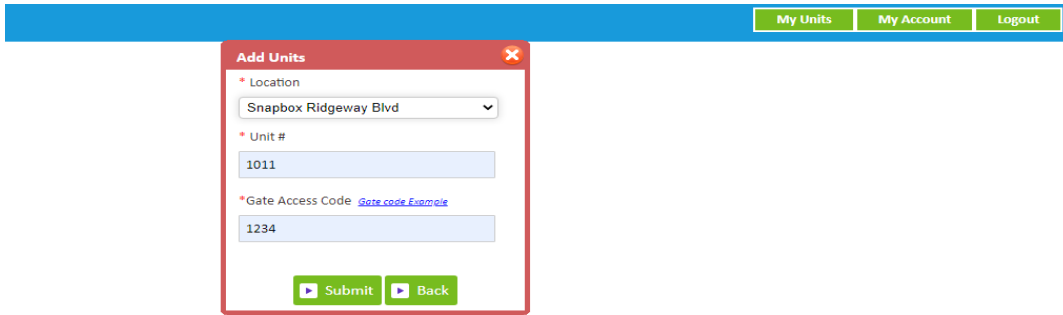 My Units My Account Logout
Add Units
* Location
Snapbox Ridgeway Blvd
* Unit #
1011
*Gate Access Code Gate code Example
1234
Submit Back